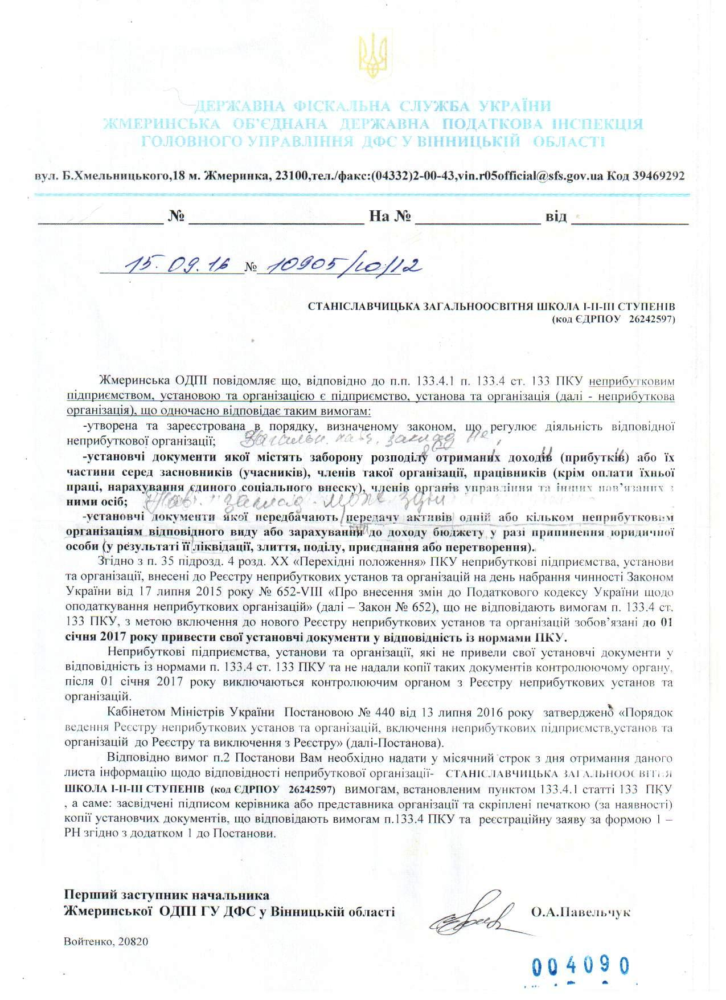 ДЕРЖАВНА ФІСКАЛЬНА СЛУЖБА УКРАЇНИ
ЖМЕРИНСЬКА ОБ’ЄДНАНА ДЕРЖАВНА ПОДАТКОВА ІНСПЕКЦІЯ
ГОЛОВНОГО УПРАВЛІННЯ ДФС У ВІННИЦЬКІЙ ОБЛАСТІ
вул. Б.Хмельницького,18 м. Жмеринка, 23100,тел./факс:(04332)2-00-43,vin.r05official@sfs.gov.ua Код 39469292
№ На № від
15.09.16 № 10905/10/12
СТАНІСЛАВЧИЦЬКА ЗАГАЛЬНООСВІТНЯ ШКОЛА І-ІІ-ІІІ СТУПЕНІВ
(код ЄДРПОУ 26242597)
Жмеринська ОДПІ повідомляє що, відповідно до п.п. 133.4.1 п. 133.4 ст. 133 ПКУ неприбутковим
підприємством, установою та організацією є підприємство, установа та організація (далі - неприбуткова
організація), що одночасно відповідає таким вимогам:
-утворена та зареєстрована в порядку, визначеному законом, що регулює діяльність відповідної
неприбуткової організації; заклад не
-установчі документи якої містять заборону розподілу отриманих доходів (прибутків) або їх
частини серед засновників (учасників), членів такої організації, працівників (крім оплати їхньої
праці, нарахування єдиного соціального внеску), членів органів управління та інших пов’язаних з
ними осіб; заклад може
-установчі документи якої передбачають передачу активів одній або кільком неприбутковим
організаціям відповідного виду або зарахування до доходу бюджету у разі припинення юридичної
особи (у результаті її ліквідації, злиття, поділу, приєднання або перетворення).
Згідно з п. 35 підрозд. 4 розд. ХХ «Перехідні положення» ПКУ неприбуткові підприємства, установи
та організації, внесені до Реєстру неприбуткових установ та організацій на день набрання чинності Законом
України від 17 липня 2015 року № 652-VIII «Про внесення змін до Податкового кодексу України щодо
оподаткування неприбуткових організацій» (далі – Закон № 652), що не відповідають вимогам п. 133.4 ст.
133 ПКУ, з метою включення до нового Реєстру неприбуткових установ та організацій зобов’язані до 01
січня 2017 року привести свої установчі документи у відповідність із нормами ПКУ.
Неприбуткові підприємства, установи та організації, які не привели свої установчі документи у
відповідність із нормами п. 133.4 ст. 133 ПКУ та не надали копії таких документів контролюючому органу,
після 01 січня 2017 року виключаються контролюючим органом з Реєстру неприбуткових установ та
організацій.
Кабінетом Міністрів України Постановою № 440 від 13 липня 2016 року затверджено «Порядок
ведення Реєстру неприбуткових установ та організацій, включення неприбуткових підприємств,установ та
організацій до Реєстру та виключення з Реєстру» (далі-Постанова).
Відповідно вимог п.2 Постанови Вам необхідно надати у місячний строк з дня отримання даного
листа інформацію щодо відповідності неприбуткової організації- СТАНІСЛАВЧИЦЬКА ЗАГАЛЬНООСВІТНЯ
ШКОЛА І-ІІ-ІІІ СТУПЕНІВ (код ЄДРПОУ 26242597) вимогам, встановленим пунктом 133.4.1 статті 133 ПКУ
, а саме: засвідчені підписом керівника або представника організації та скріплені печаткою (за наявності)
копії установчих документів, що відповідають вимогам п.133.4 ПКУ та реєстраційну заяву за формою 1 –
РН згідно з додатком 1 до Постанови.
Перший заступник начальника
Жмеринської ОДПІ ГУ ДФС у Вінницькій області О.А.Павельчук
Войтенко, 20820
004090